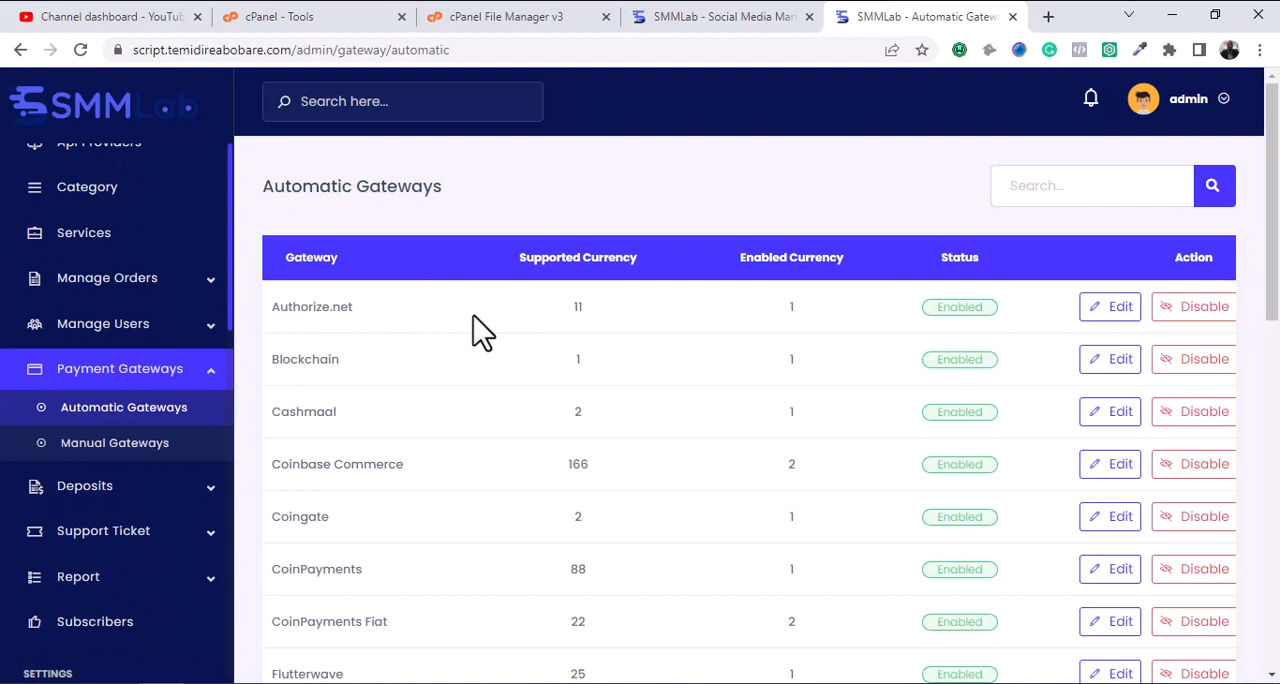 Channel dashboard - YouTub
cPanel - Tools
cPanel File Manager v3
SMMLab - Social Media Mar
SMMLab - Automatic Gatew
script.temidireabobare.com/admin/gateway/automatic
SMMLab
Search here...
admin
Api Providers
Category
Services
Manage Orders
Manage Users
Payment Gateways
Automatic Gateways
Manual Gateways
Deposits
Support Ticket
Report
Subscribers
SETTINGS
Automatic Gateways
Search...
Gateway Supported Currency Enabled Currency Status Action
Authorize.net 11 1 Enabled Edit Disable
Blockchain 1 1 Enabled Edit Disable
Cashmaal 2 1 Enabled Edit Disable
Coinbase Commerce 166 2 Enabled Edit Disable
Coingate 2 1 Enabled Edit Disable
CoinPayments 88 1 Enabled Edit Disable
CoinPayments Fiat 22 2 Enabled Edit Disable
Flutterwave 25 1 Enabled Edit Disable